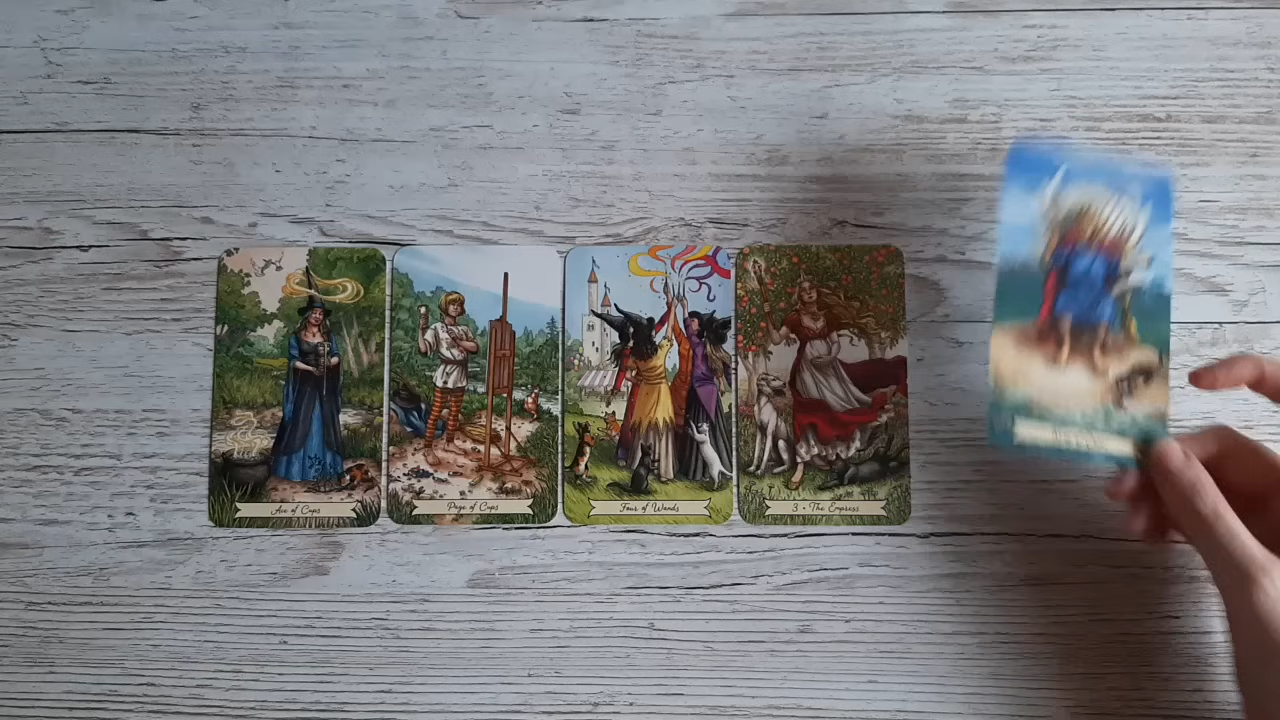 Ace of Cups
Page of Cups
Four of Wands
3 • The Empress